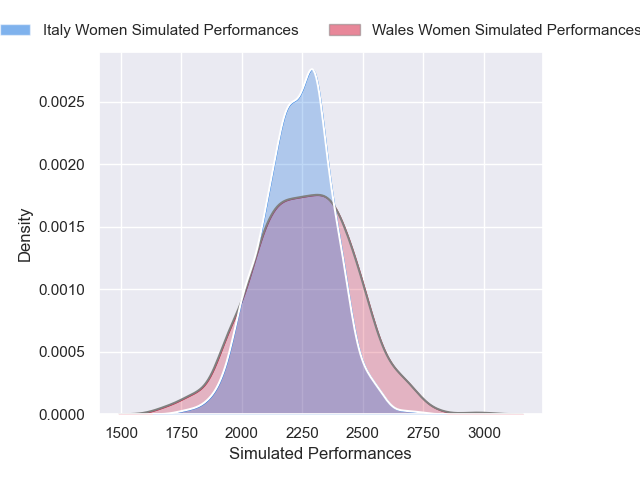 Italy Women Simulated Performances
Wales Women Simulated Performances
0.0025
0.0020
0.0015
0.0010
0.0005
0.0000
Density
1500 1750 2000 2250 2500 2750 3000
Simulated Performances